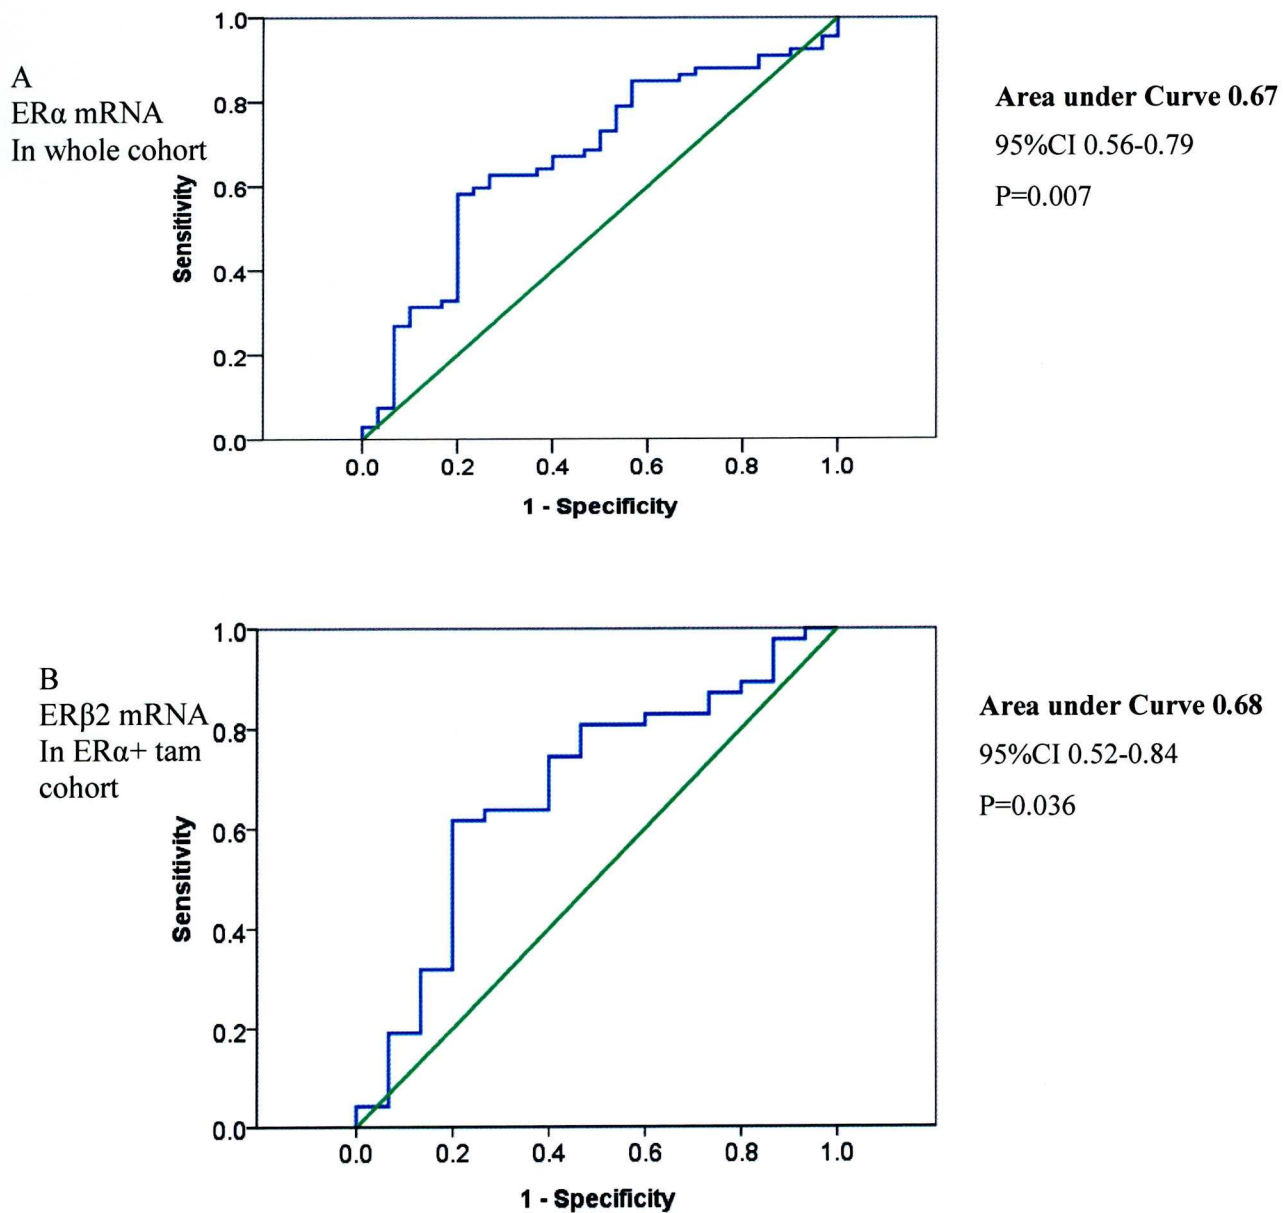 A
ERα mRNA
In whole cohort
Sensitivity
1.0
0.8
0.6
0.4
0.2
0.0
0.0 0.2 0.4 0.6 0.8 1.0
1 - Specificity
Area under Curve 0.67
95%CI 0.56-0.79
P=0.007
B
ERβ2 mRNA
In ERα+ tam
cohort
Sensitivity
1.0
0.8
0.6
0.4
0.2
0.0
0.0 0.2 0.4 0.6 0.8 1.0
1 - Specificity
Area under Curve 0.68
95%CI 0.52-0.84
P=0.036